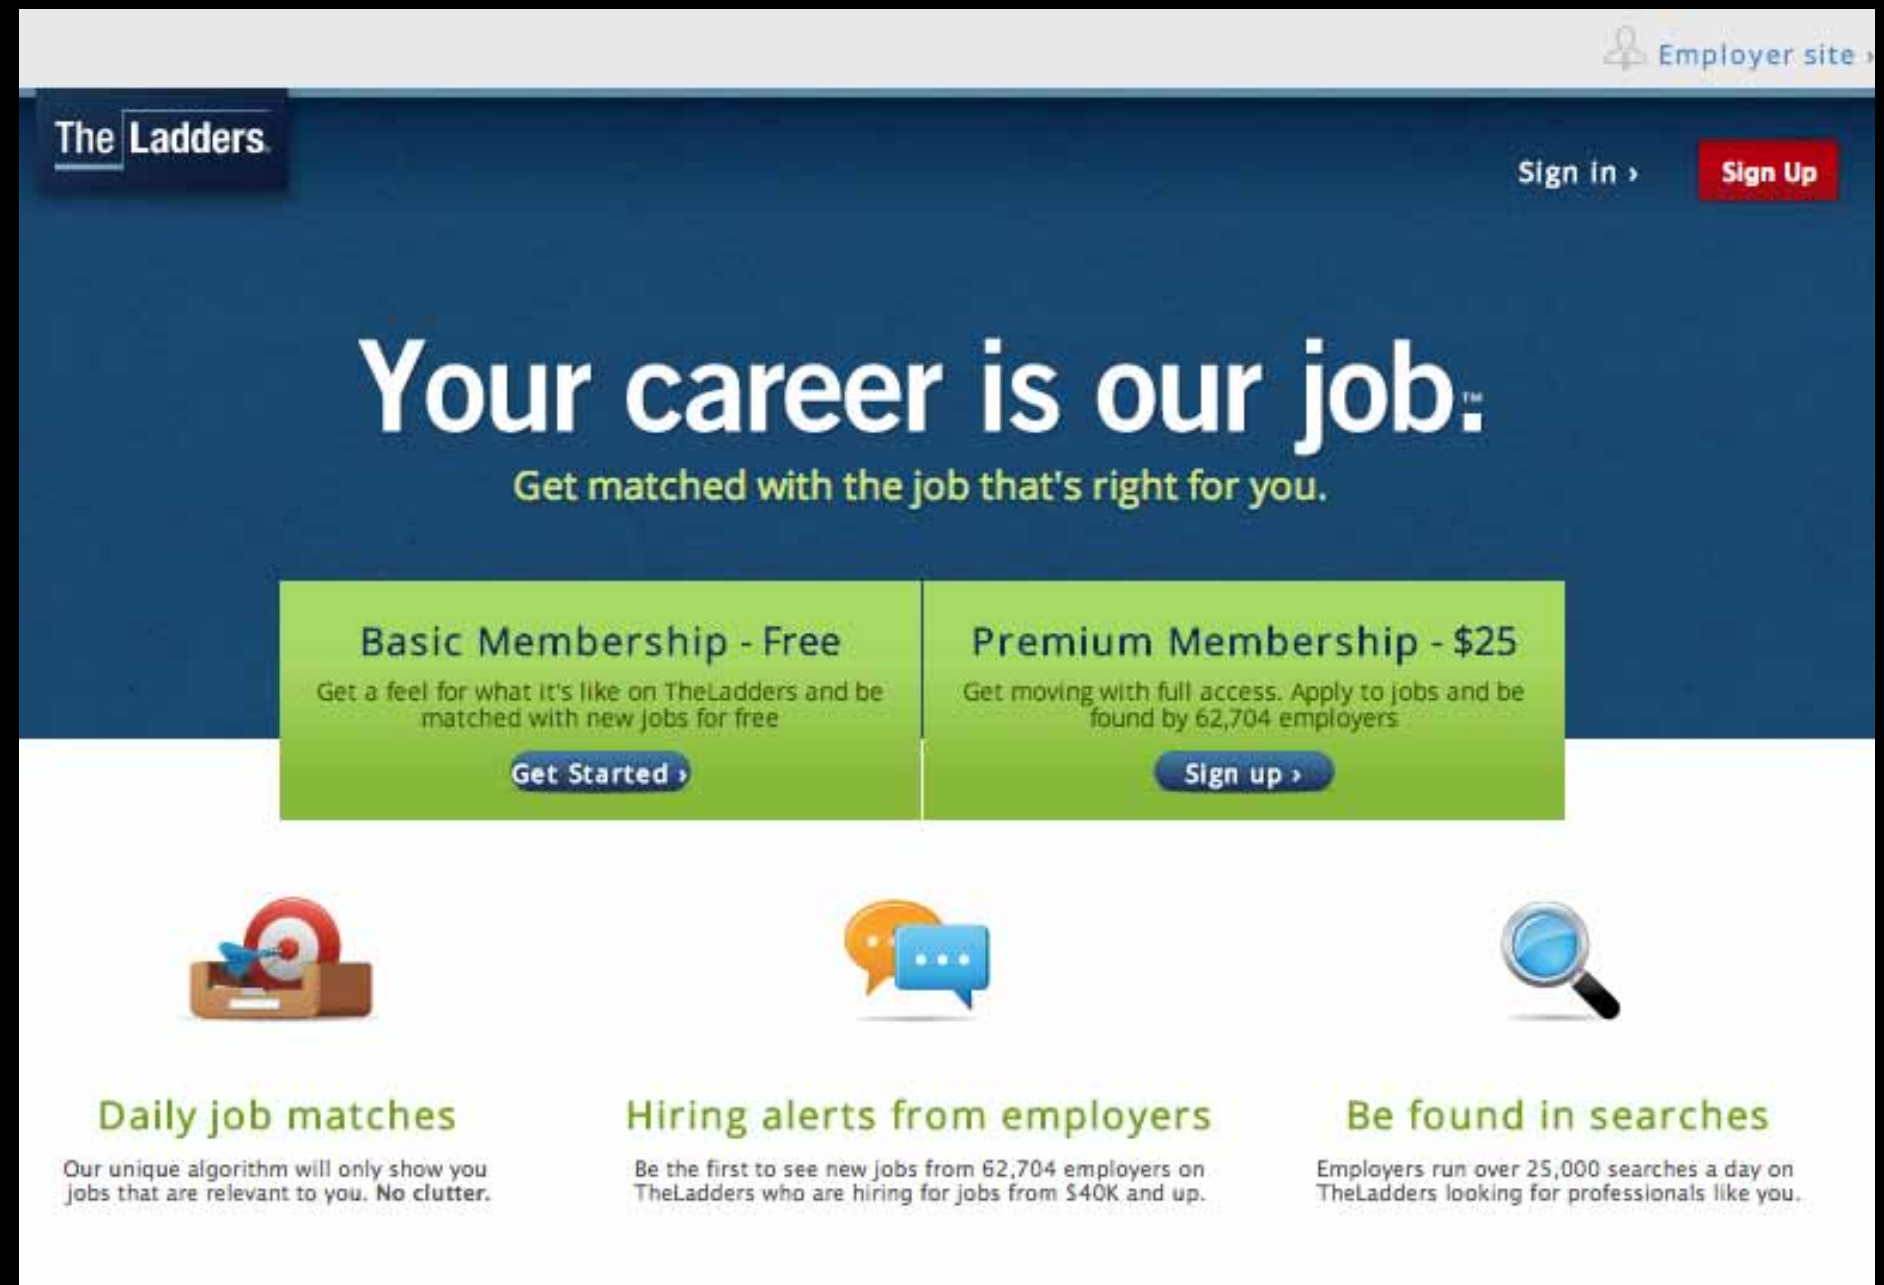 Employer site ›
The Ladders.
Sign in ›
Sign Up
Your career is our job.™
Get matched with the job that's right for you.
Basic Membership - Free
Get a feel for what it's like on TheLadders and be
matched with new jobs for free
Get Started ›
Premium Membership - $25
Get moving with full access. Apply to jobs and be
found by 62,704 employers
Sign up ›
Daily job matches
Our unique algorithm will only show you
jobs that are relevant to you. No clutter.
Hiring alerts from employers
Be the first to see new jobs from 62,704 employers on
TheLadders who are hiring for jobs from $40K and up.
Be found in searches
Employers run over 25,000 searches a day on
TheLadders looking for professionals like you.